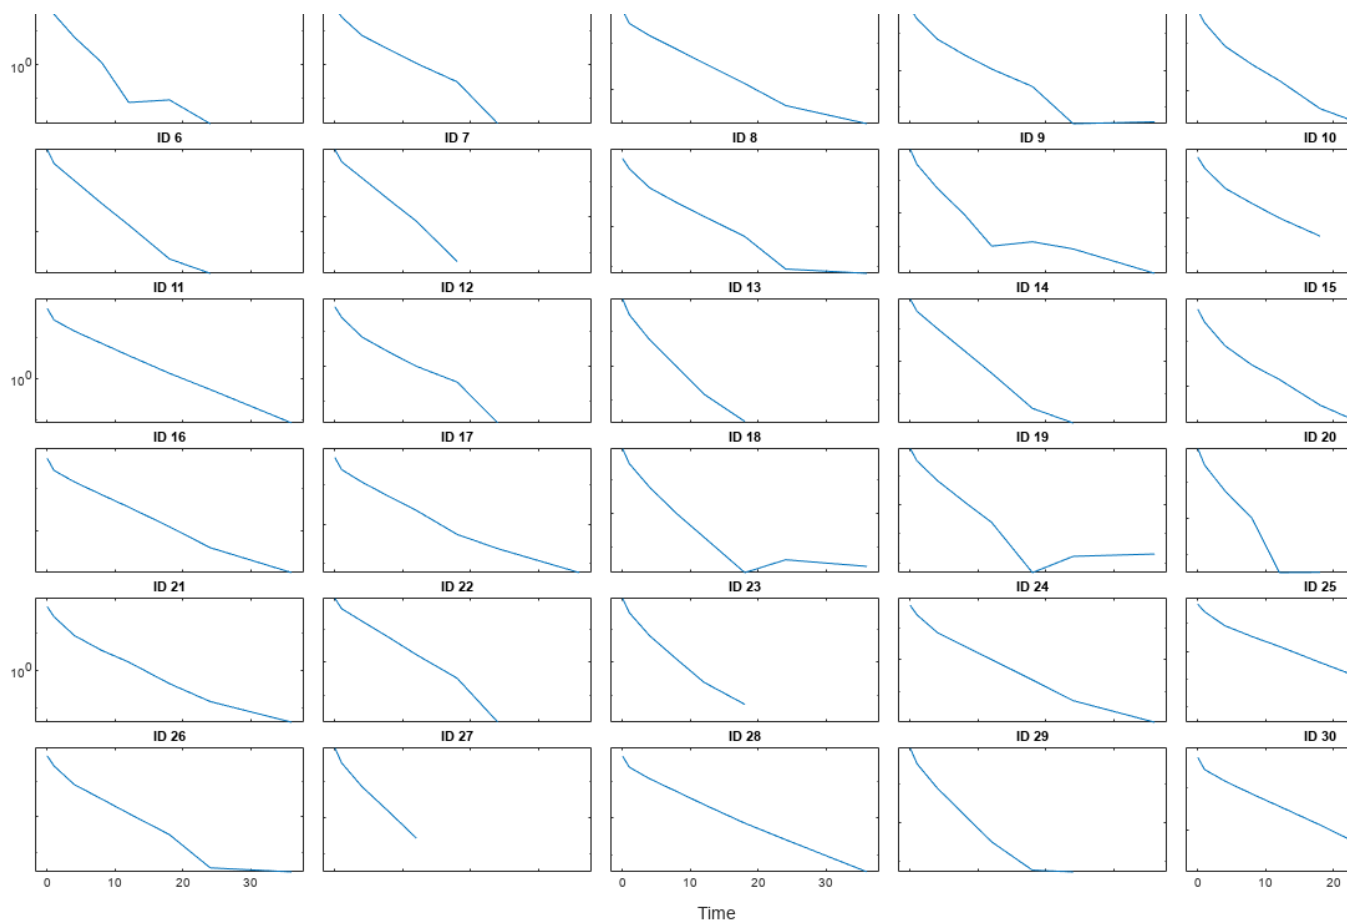 10^0
ID 6 ID 7 ID 8 ID 9 ID 10
ID 11 ID 12 ID 13 ID 14 ID 15
10^0
ID 16 ID 17 ID 18 ID 19 ID 20
ID 21 ID 22 ID 23 ID 24 ID 25
10^0
ID 26 ID 27 ID 28 ID 29 ID 30
0 10 20 30 0 10 20 30 0 10 20
Time